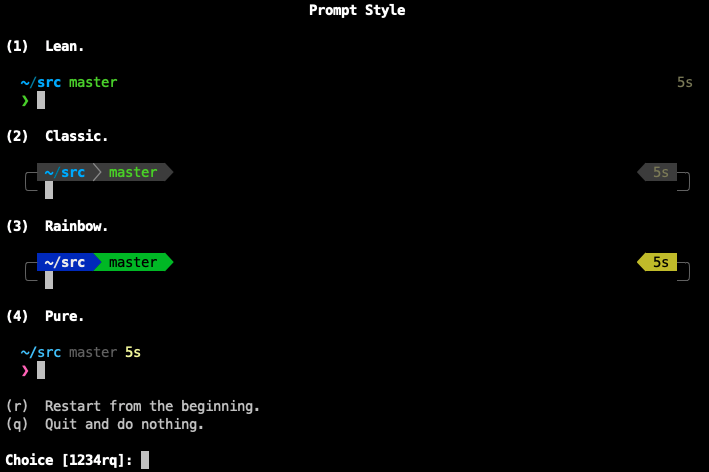 Prompt Style
(1) Lean.
~/src master 5s
❯
(2) Classic.
~/src master 5s
(3) Rainbow.
~/src master 5s
(4) Pure.
~/src master 5s
❯
(r) Restart from the beginning.
(q) Quit and do nothing.
Choice [1234rq]: